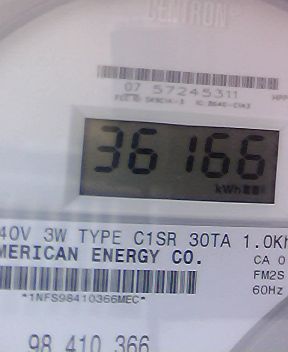 CENTRON®
07 57245311
36166
kWh
40V 3W TYPE C1SR 30TA 1.0Kh
MERICAN ENERGY CO.
CA 0
FM2S
60Hz
*1NFS98410366MEC*
98 410 366